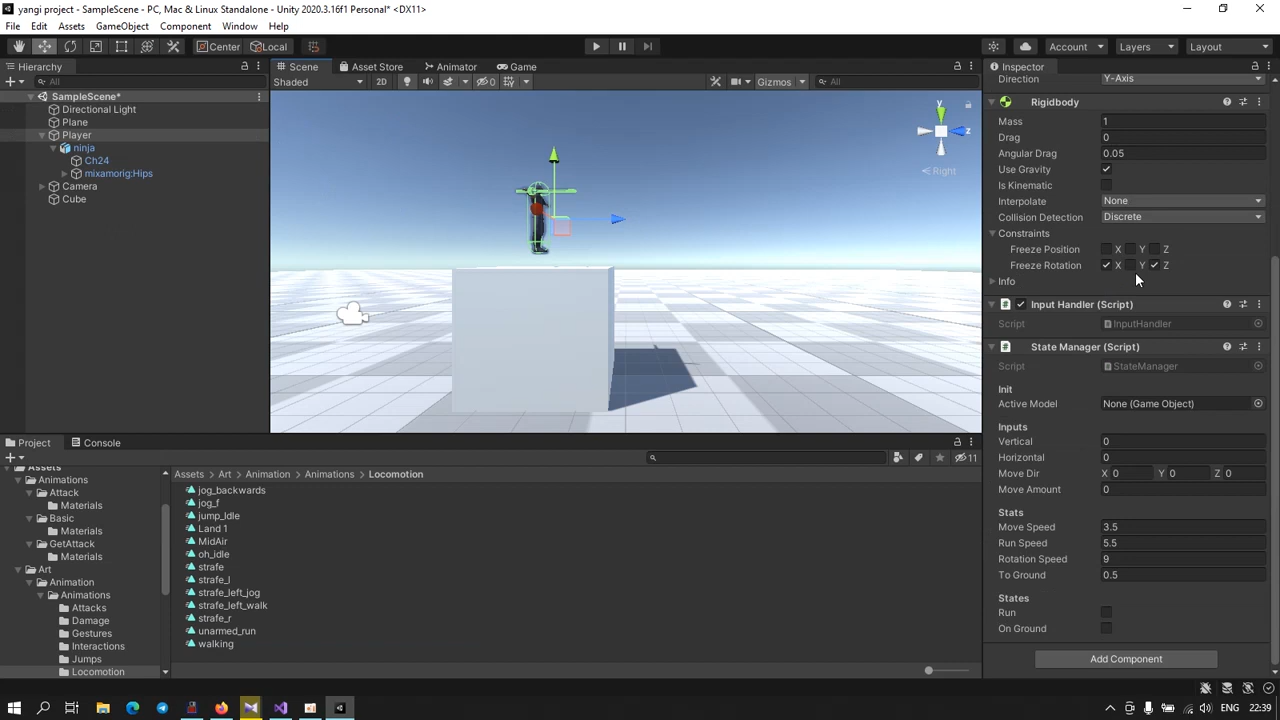 yangi project - SampleScene - PC, Mac & Linux Standalone - Unity 2020.3.16f1 Personal* <DX11>
File Edit Assets GameObject Component Window Help
Center Local Account Layers Layout
Hierarchy
All
SampleScene*
Directional Light
Plane
Player
ninja
Ch24
mixamorig:Hips
Camera
Cube
Scene Asset Store Animator Game
Shaded 2D Gizmos All
y
z
Right
Inspector
Direction Y-Axis
Rigidbody
Mass 1
Drag 0
Angular Drag 0.05
Use Gravity
Is Kinematic
Interpolate None
Collision Detection Discrete
Constraints
Freeze Position X Y Z
Freeze Rotation X Y Z
Info
Input Handler (Script)
Script InputHandler
State Manager (Script)
Script StateManager
Init
Active Model None (Game Object)
Inputs
Vertical 0
Horizontal 0
Move Dir X 0 Y 0 Z 0
Move Amount 0
Stats
Move Speed 3.5
Run Speed 5.5
Rotation Speed 9
To Ground 0.5
States
Run
On Ground
Add Component
Project Console
11
Assets
Animations
Attack
Materials
Basic
Materials
GetAttack
Materials
Art
Animation
Animations
Attacks
Damage
Gestures
Interactions
Jumps
Locomotion
Assets Art Animation Animations Locomotion
jog_backwards
jog_f
jump_Idle
Land 1
MidAir
oh_idle
strafe
strafe_l
strafe_left_jog
strafe_left_walk
strafe_r
unarmed_run
walking
ENG 22:39